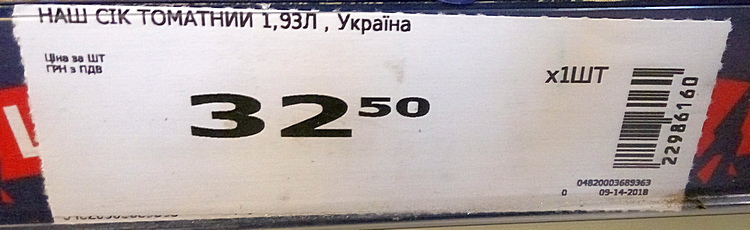 НАШ СІК ТОМАТНИЙ 1,93Л , Україна
Ціна за ШТ
ГРН з ПДВ
x1ШТ
32 50
22986160
04820003689363
0 09-14-2018